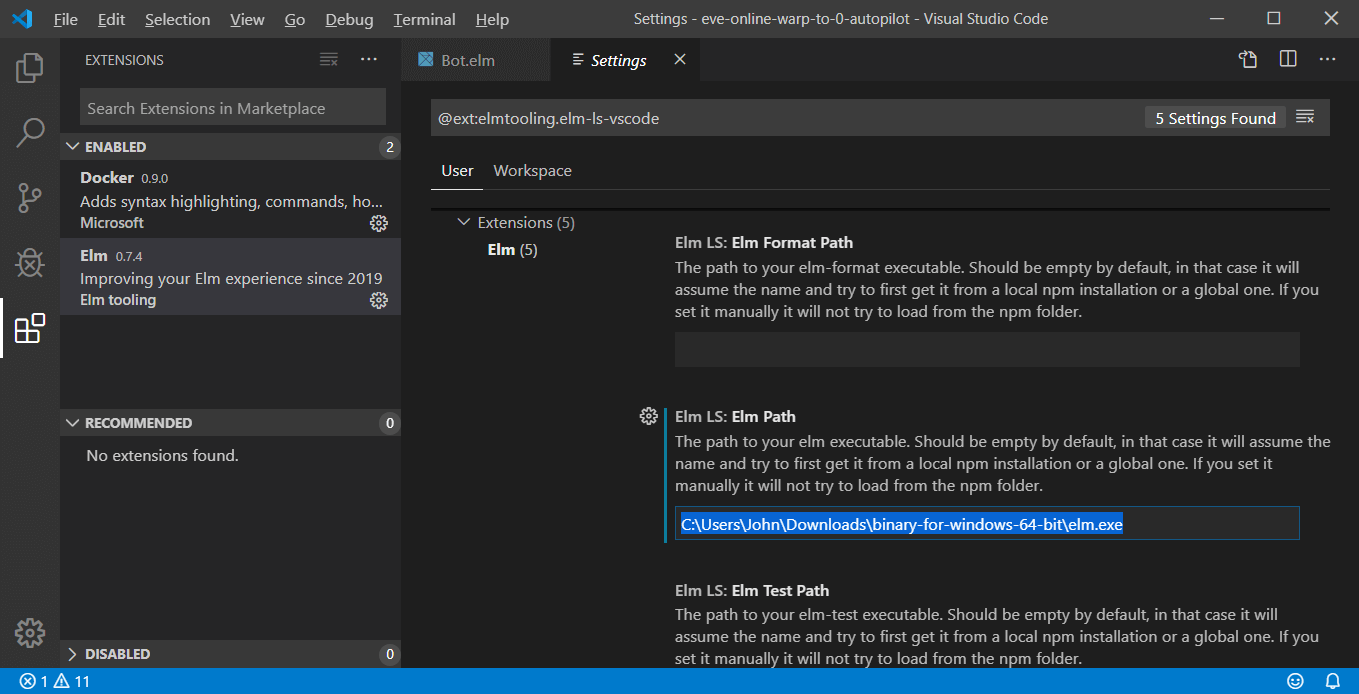 File Edit Selection View Go Debug Terminal Help
Settings - eve-online-warp-to-0-autopilot - Visual Studio Code
EXTENSIONS
Search Extensions in Marketplace
ENABLED 2
Docker 0.9.0
Adds syntax highlighting, commands, ho...
Microsoft
Elm 0.7.4
Improving your Elm experience since 2019
Elm tooling
RECOMMENDED 0
No extensions found.
DISABLED 0
Bot.elm
Settings
@ext:elmtooling.elm-ls-vscode
5 Settings Found
User Workspace
Extensions (5)
Elm (5)
Elm LS: Elm Format Path
The path to your elm-format executable. Should be empty by default, in that case it will
assume the name and try to first get it from a local npm installation or a global one. If you
set it manually it will not try to load from the npm folder.
Elm LS: Elm Path
The path to your elm executable. Should be empty by default, in that case it will assume the
name and try to first get it from a local npm installation or a global one. If you set it
manually it will not try to load from the npm folder.
C:\Users\John\Downloads\binary-for-windows-64-bit\elm.exe
Elm LS: Elm Test Path
The path to your elm-test executable. Should be empty by default, in that case it will
assume the name and try to first get it from a local npm installation or a global one. If you
set it manually it will not try to load from the npm folder.
1 11